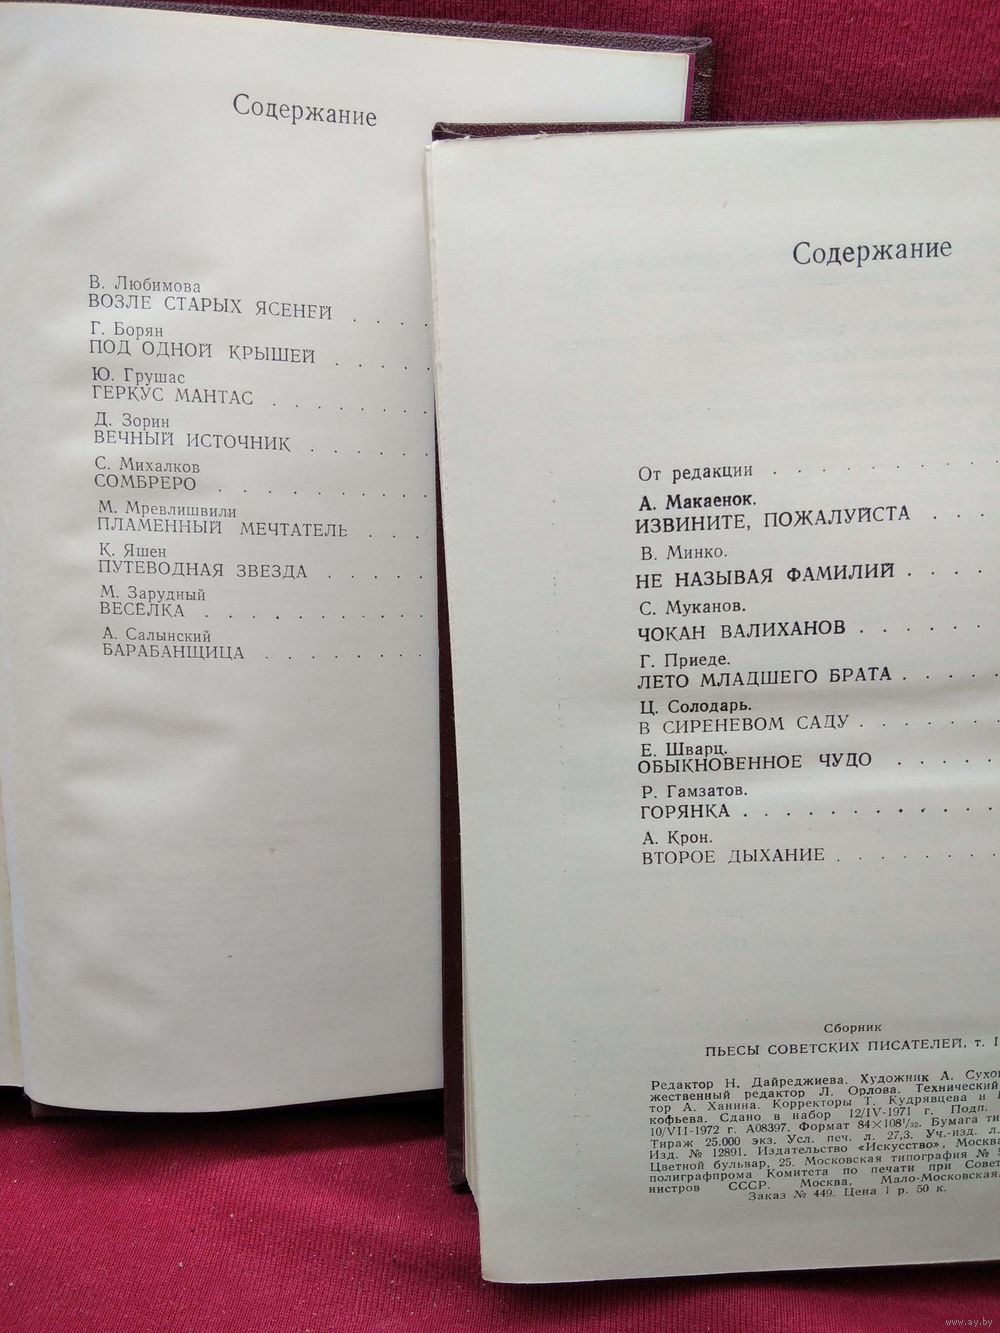 Содержание
В. Любимова
ВОЗЛЕ СТАРЫХ ЯСЕНЕЙ . . . .
Г. Борян
ПОД ОДНОЙ КРЫШЕЙ . . . . .
Ю. Грушас
ГЕРКУС МАНТАС . . . . . . .
Д. Зорин
ВЕЧНЫЙ ИСТОЧНИК . . . . . .
С. Михалков
СОМБРЕРО . . . . . . . .
М. Мревлишвили
ПЛАМЕННЫЙ МЕЧТАТЕЛЬ . . .
К. Яшен
ПУТЕВОДНАЯ ЗВЕЗДА . . . . .
М. Зарудный
ВЕСЁЛКА . . . . . . . . .
А. Салынский
БАРАБАНЩИЦА . . . . . . .
Содержание
От редакции . . . . . . . .
А. Макаенок.
ИЗВИНИТЕ, ПОЖАЛУЙСТА . . . .
В. Минко.
НЕ НАЗЫВАЯ ФАМИЛИЙ . . . . .
С. Муканов.
ЧОКАН ВАЛИХАНОВ . . . . . .
Г. Приеде.
ЛЕТО МЛАДШЕГО БРАТА . . . . .
Ц. Солодарь.
В СИРЕНЕВОМ САДУ . . . . . .
Е. Шварц.
ОБЫКНОВЕННОЕ ЧУДО . . . . .
Р. Гамзатов.
ГОРЯНКА . . . . . . . . . .
А. Крон.
ВТОРОЕ ДЫХАНИЕ . . . . . . .
Сборник
ПЬЕСЫ СОВЕТСКИХ ПИСАТЕЛЕЙ, т. I
Редактор Н. Дайреджиева. Художник А. Сухо
жественный редактор Л. Орлова. Технический
тор А. Ханина. Корректоры Т. Кудрявцева и
кофьева. Сдано в набор 12/IV-1971 г. Подп.
10/VII-1972 г. А08397. Формат 84×108¹/₃₂. Бумага ти
Тираж 25.000 экз. Усл. печ. л. 27,3. Уч.-изд. л.
Изд. № 12891. Издательство «Искусство», Москва
Цветной бульвар, 25. Московская типография №
полиграфпрома Комитета по печати при Совет
нистров СССР. Москва, Мало-Московская,
Заказ № 449. Цена 1 р. 50 к.
www.ay.by